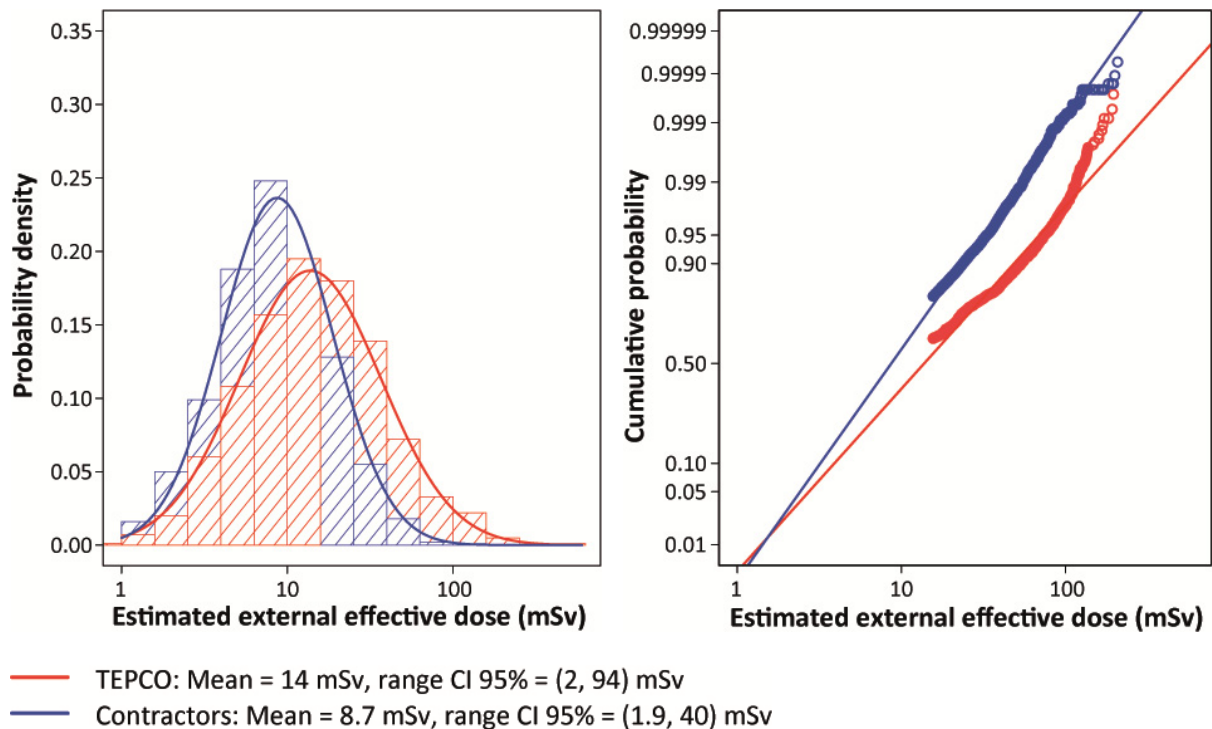 0.35
0.30
0.25
0.20
0.15
0.10
0.05
0.00
Probability density
1 10 100
Estimated external effective dose (mSv)
0.99999
0.9999
0.999
0.99
0.95
0.90
0.50
0.10
0.05
0.01
Cumulative probability
1 10 100
Estimated external effective dose (mSv)
TEPCO: Mean = 14 mSv, range CI 95% = (2, 94) mSv
Contractors: Mean = 8.7 mSv, range CI 95% = (1.9, 40) mSv